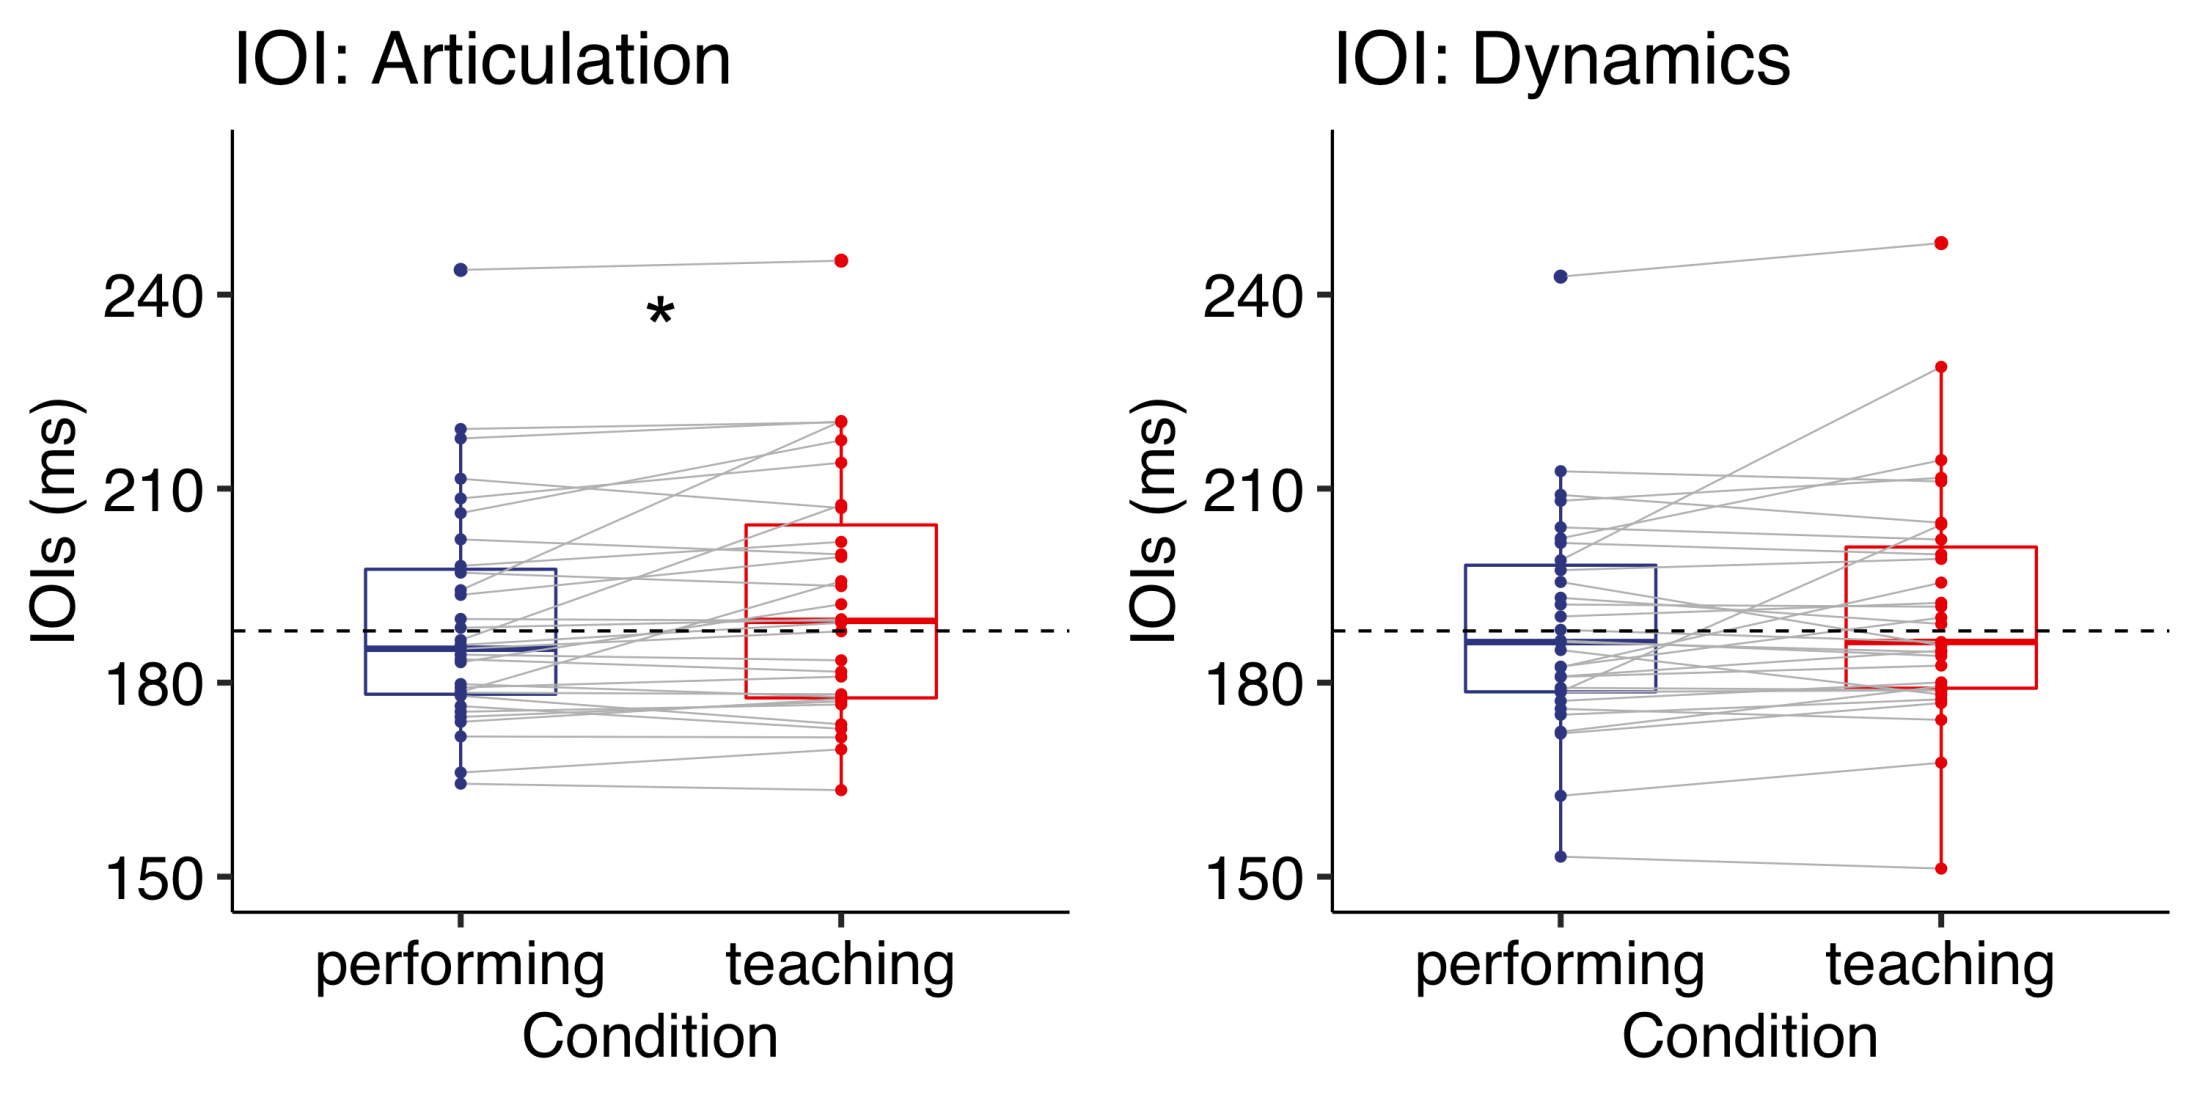 IOI: Articulation
IOIs (ms)
240
210
180
150
*
performing teaching
Condition
IOI: Dynamics
IOIs (ms)
240
210
180
150
performing teaching
Condition